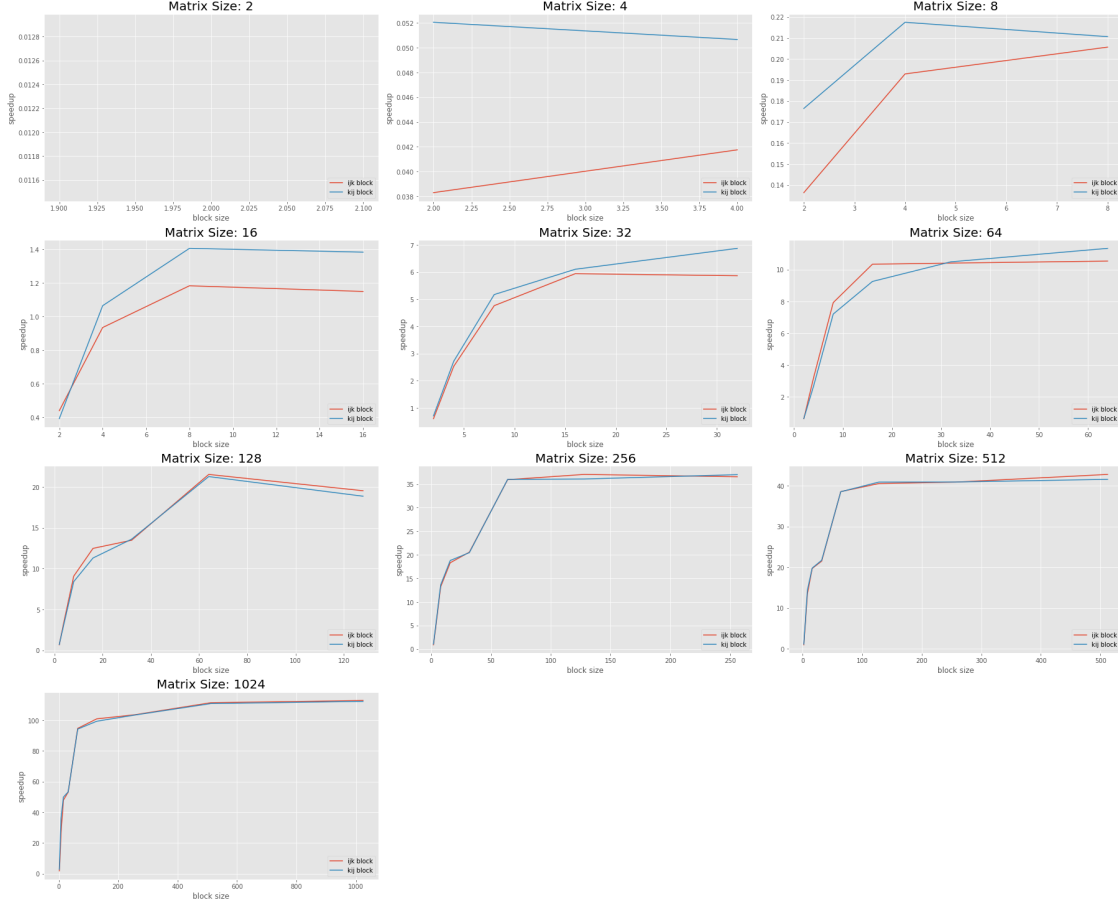 Matrix Size: 2
0.0128
0.0126
0.0124
0.0122
0.0120
0.0118
0.0116
speedup
1.900 1.925 1.950 1.975 2.000 2.025 2.050 2.075 2.100
block size
ijk block
kij block
Matrix Size: 4
0.052
0.050
0.048
0.046
0.044
0.042
0.040
0.038
speedup
2.00 2.25 2.50 2.75 3.00 3.25 3.50 3.75 4.00
block size
ijk block
kij block
Matrix Size: 8
0.22
0.21
0.20
0.19
0.18
0.17
0.16
0.15
0.14
speedup
2 3 4 5 6 7 8
block size
ijk block
kij block
Matrix Size: 16
1.4
1.2
1.0
0.8
0.6
0.4
speedup
2 4 6 8 10 12 14 16
block size
ijk block
kij block
Matrix Size: 32
7
6
5
4
3
2
1
speedup
5 10 15 20 25 30
block size
ijk block
kij block
Matrix Size: 64
10
8
6
4
2
speedup
0 10 20 30 40 50 60
block size
ijk block
kij block
Matrix Size: 128
20
15
10
5
0
speedup
0 20 40 60 80 100 120
block size
ijk block
kij block
Matrix Size: 256
35
30
25
20
15
10
5
0
speedup
0 50 100 150 200 250
block size
ijk block
kij block
Matrix Size: 512
40
30
20
10
0
speedup
0 100 200 300 400 500
block size
ijk block
kij block
Matrix Size: 1024
100
80
60
40
20
0
speedup
0 200 400 600 800 1000
block size
ijk block
kij block